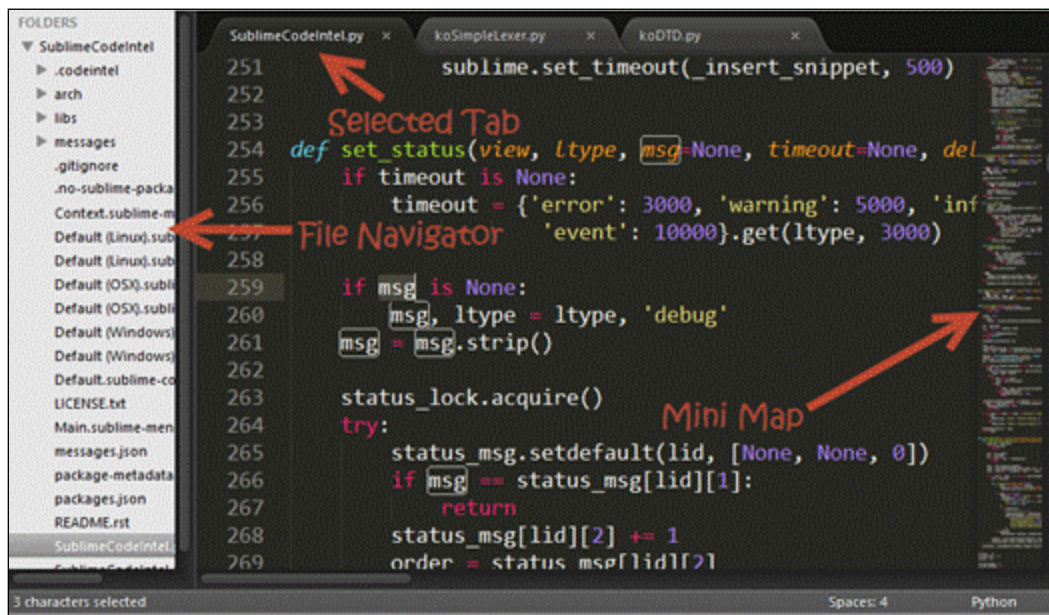 FOLDERS
SublimeCodeIntel
.codeintel
arch
libs
messages
.gitignore
.no-sublime-packa
Context.sublime-m
Default (Linux).sub
Default (Linux).sub
Default (OSX).subli
Default (OSX).subli
Default (Windows)
Default (Windows)
Default.sublime-co
LICENSE.txt
Main.sublime-men
messages.json
package-metadata
packages.json
README.rst
SublimeCodeIntel.
SublimeCodeIntel
SublimeCodeIntel.py × koSimpleLexer.py × koDTD.py ×
251 sublime.set_timeout(_insert_snippet, 500)
252
253
Selected Tab
254 def set_status(view, ltype, msg=None, timeout=None, del
255 if timeout is None:
256 timeout = {'error': 3000, 'warning': 5000, 'inf
257 'event': 10000}.get(ltype, 3000)
File Navigator
258
259 if msg is None:
260 msg, ltype = ltype, 'debug'
261 msg = msg.strip()
262
263 status_lock.acquire()
Mini Map
264 try:
265 status_msg.setdefault(lid, [None, None, 0])
266 if msg == status_msg[lid][1]:
267 return
268 status_msg[lid][2] += 1
269 order = status_msg[lid][2]
3 characters selected Spaces: 4 Python